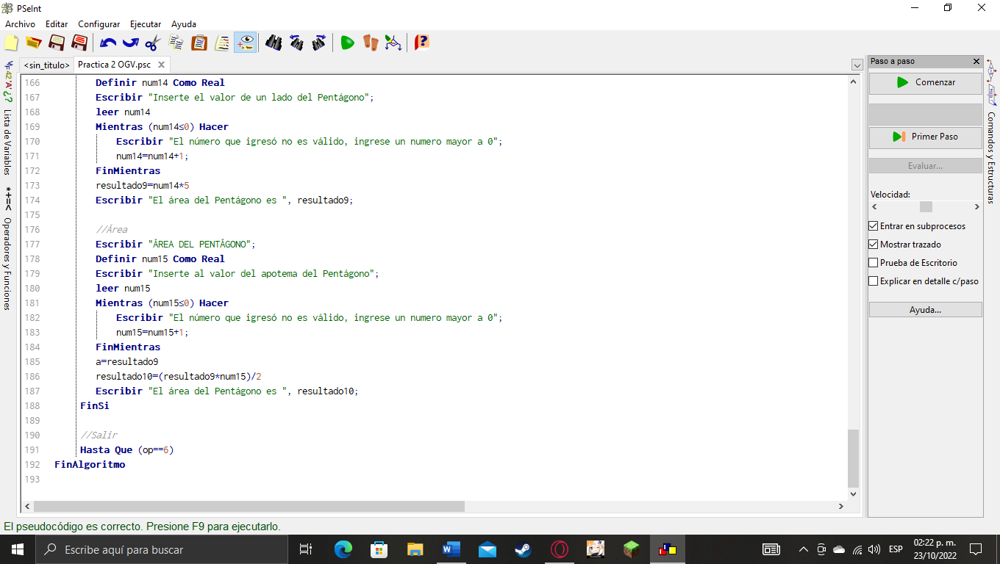 PSeInt
Archivo Editar Configurar Ejecutar Ayuda
<sin_titulo> Practica 2 OGV.psc
166 Definir num14 Como Real
167 Escribir "Inserte el valor de un lado del Pentágono";
168 leer num14
169 Mientras (num14≤0) Hacer
170 Escribir "El número que igresó no es válido, ingrese un numero mayor a 0";
171 num14=num14+1;
172 FinMientras
173 resultado9=num14*5
174 Escribir "El área del Pentágono es ", resultado9;
175
176 //Área
177 Escribir "ÁREA DEL PENTÁGONO";
178 Definir num15 Como Real
179 Escribir "Inserte al valor del apotema del Pentágono";
180 leer num15
181 Mientras (num15≤0) Hacer
182 Escribir "El número que igresó no es válido, ingrese un numero mayor a 0";
183 num15=num15+1;
184 FinMientras
185 a=resultado9
186 resultado10=(resultado9*num15)/2
187 Escribir "El área del Pentágono es ", resultado10;
188 FinSi
189
190 //Salir
191 Hasta Que (op==6)
192 FinAlgoritmo
193
42 'A' ¿? Lista de Variables
*+=< Operadores y Funciones
Paso a paso
Comenzar
Primer Paso
Evaluar...
Velocidad:
Entrar en subprocesos
Mostrar trazado
Prueba de Escritorio
Explicar en detalle c/paso
Ayuda...
Comandos y Estructuras
El pseudocódigo es correcto. Presione F9 para ejecutarlo.
Escribe aquí para buscar
ESP
02:22 p. m.
23/10/2022